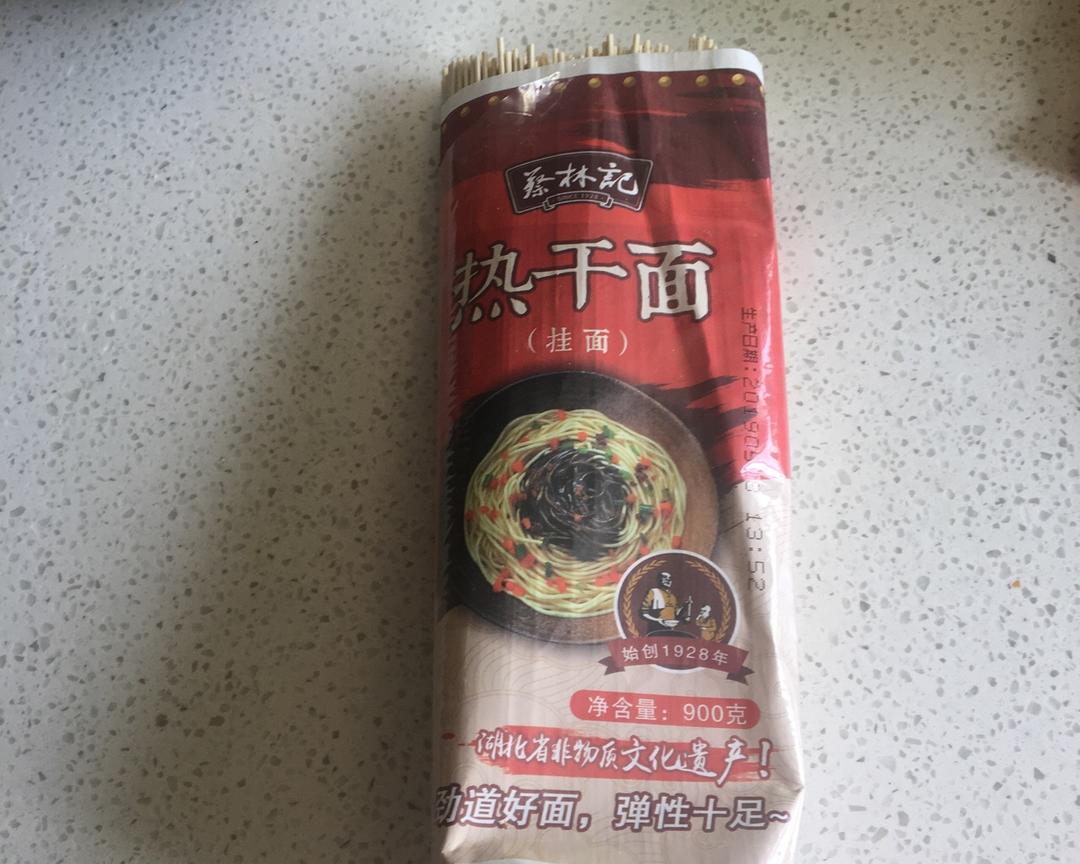 蔡林記
SINCE 1928
热干面
（挂面）
生产日期：
13:52
始创1928年
净含量：900克
湖北省非物质文化遗产！
劲道好面，弹性十足~